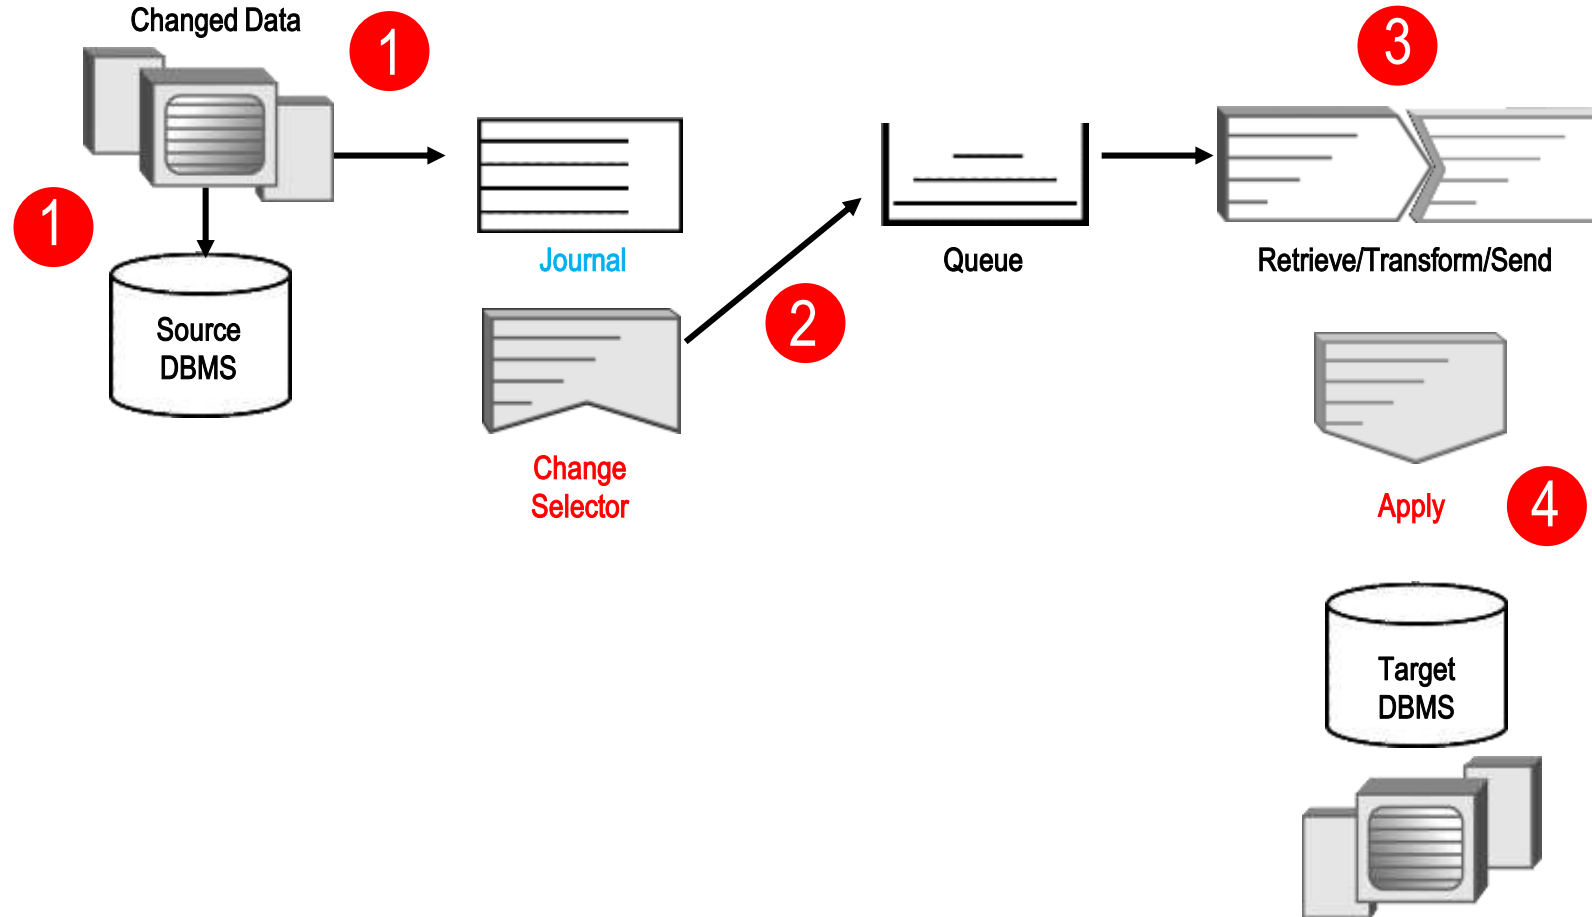 Changed Data
1
3
1
Journal
Queue
Retrieve/Transform/Send
2
Source
DBMS
Change
Selector
Apply
4
Target
DBMS